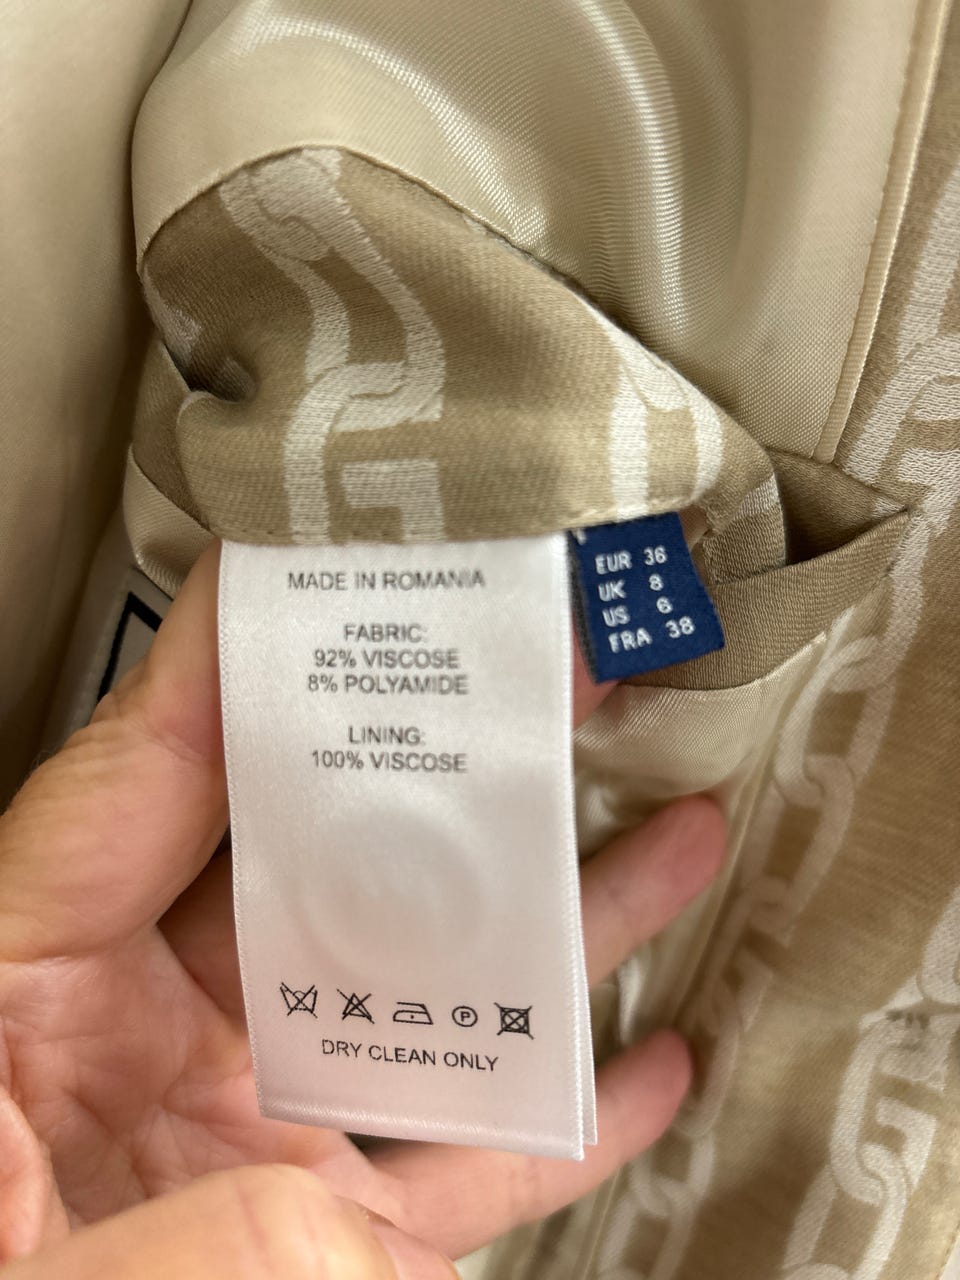 MADE IN ROMANIA
FABRIC:
92% VISCOSE
8% POLYAMIDE
LINING:
100% VISCOSE
P
DRY CLEAN ONLY
EUR 36
UK 8
US 6
FRA 38
G
G